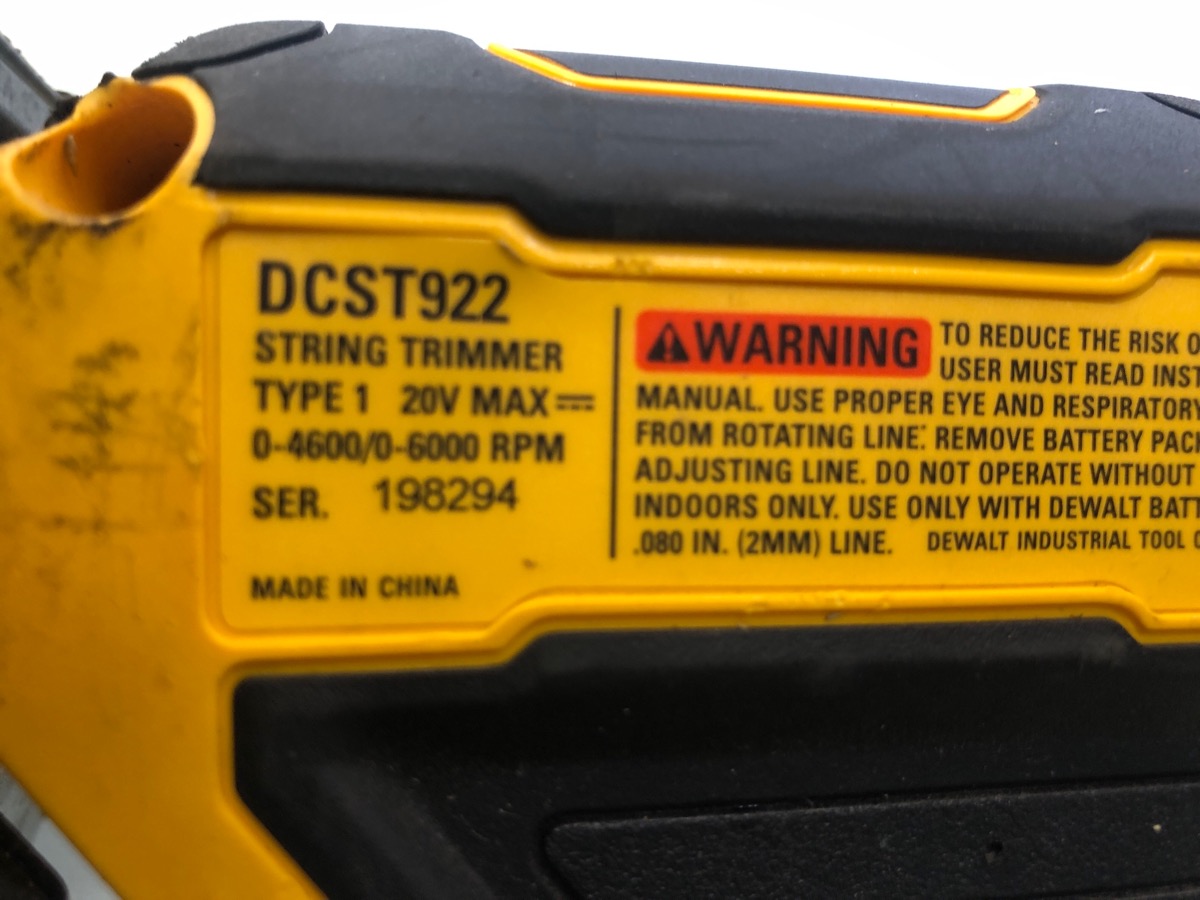 DCST922
STRING TRIMMER
TYPE 1 20V MAX⎓
0-4600/0-6000 RPM
SER. 198294
MADE IN CHINA
⚠WARNING TO REDUCE THE RISK O
USER MUST READ INST
MANUAL. USE PROPER EYE AND RESPIRATORY
FROM ROTATING LINE. REMOVE BATTERY PACK
ADJUSTING LINE. DO NOT OPERATE WITHOUT
INDOORS ONLY. USE ONLY WITH DEWALT BATT
.080 IN. (2MM) LINE. DEWALT INDUSTRIAL TOOL